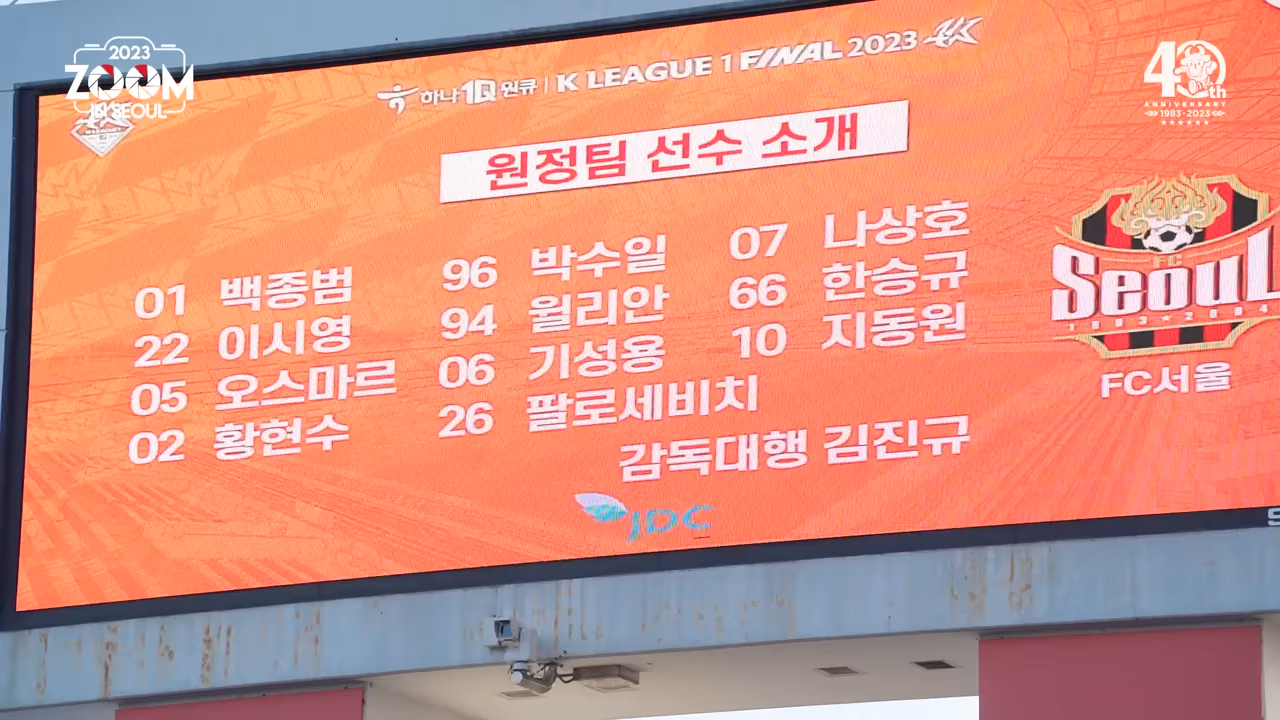 2023
ZOOM
IN SEOUL
40th
ANNIVERSARY
1983-2023
하나1Q원큐 | K LEAGUE 1 FINAL 2023
원정팀 선수 소개
01 백종범
22 이시영
05 오스마르
02 황현수
96 박수일
94 윌리안
06 기성용
26 팔로세비치
07 나상호
66 한승규
10 지동원
감독대행 김진규
FC
Seoul
1983★2004
FC서울
JDC